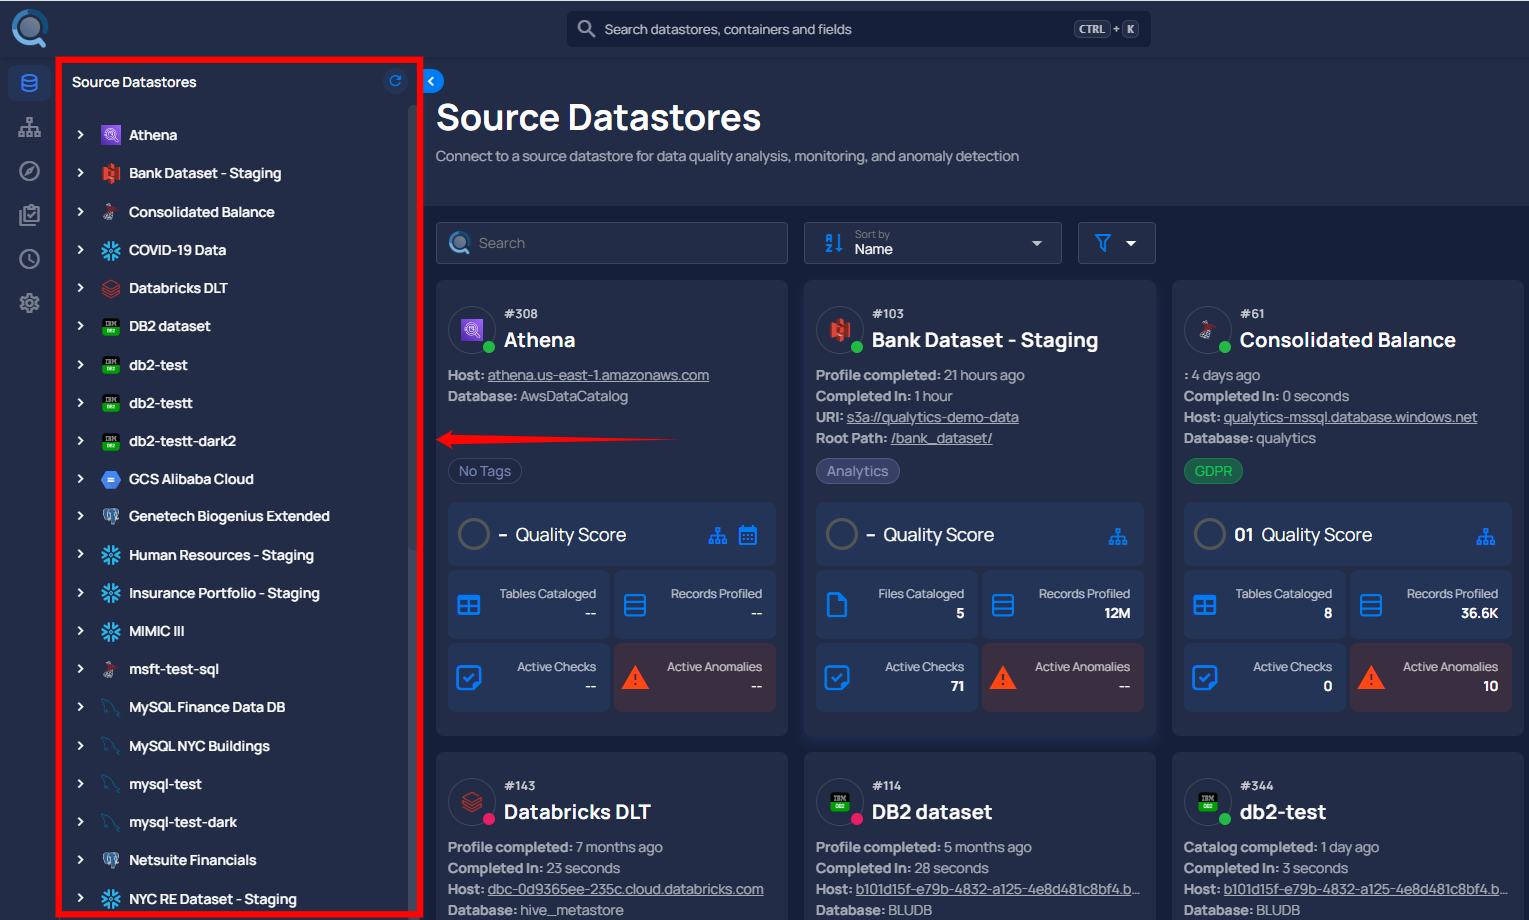 Search datastores, containers and fields
CTRL + K
Source Datastores
Athena
Bank Dataset - Staging
Consolidated Balance
COVID-19 Data
Databricks DLT
DB2 dataset
db2-test
db2-testt
db2-testt-dark2
GCS Alibaba Cloud
Genetech Biogenius Extended
Human Resources - Staging
Insurance Portfolio - Staging
MIMIC III
msft-test-sql
MySQL Finance Data DB
MySQL NYC Buildings
mysql-test
mysql-test-dark
Netsuite Financials
NYC RE Dataset - Staging
Source Datastores
Connect to a source datastore for data quality analysis, monitoring, and anomaly detection
Search
Sort by
Name
#308
Athena
Host: athena.us-east-1.amazonaws.com
Database: AwsDataCatalog
No Tags
– Quality Score
Tables Cataloged
--
Records Profiled
--
Active Checks
--
Active Anomalies
--
#103
Bank Dataset - Staging
Profile completed: 21 hours ago
Completed In: 1 hour
URI: s3a://qualytics-demo-data
Root Path: /bank_dataset/
Analytics
– Quality Score
Files Cataloged
5
Records Profiled
12M
Active Checks
71
Active Anomalies
--
#61
Consolidated Balance
: 4 days ago
Completed In: 0 seconds
Host: qualytics-mssql.database.windows.net
Database: qualytics
GDPR
01 Quality Score
Tables Cataloged
8
Records Profiled
36.6K
Active Checks
0
Active Anomalies
10
#143
Databricks DLT
Profile completed: 7 months ago
Completed In: 23 seconds
Host: dbc-0d9365ee-235c.cloud.databricks.com
Database: hive_metastore
#114
DB2 dataset
Profile completed: 5 months ago
Completed In: 28 seconds
Host: b101d15f-e79b-4832-a125-4e8d481c8bf4.b...
Database: BLUDB
#344
db2-test
Catalog completed: 1 day ago
Completed In: 3 seconds
Host: b101d15f-e79b-4832-a125-4e8d481c8bf4.b...
Database: BLUDB